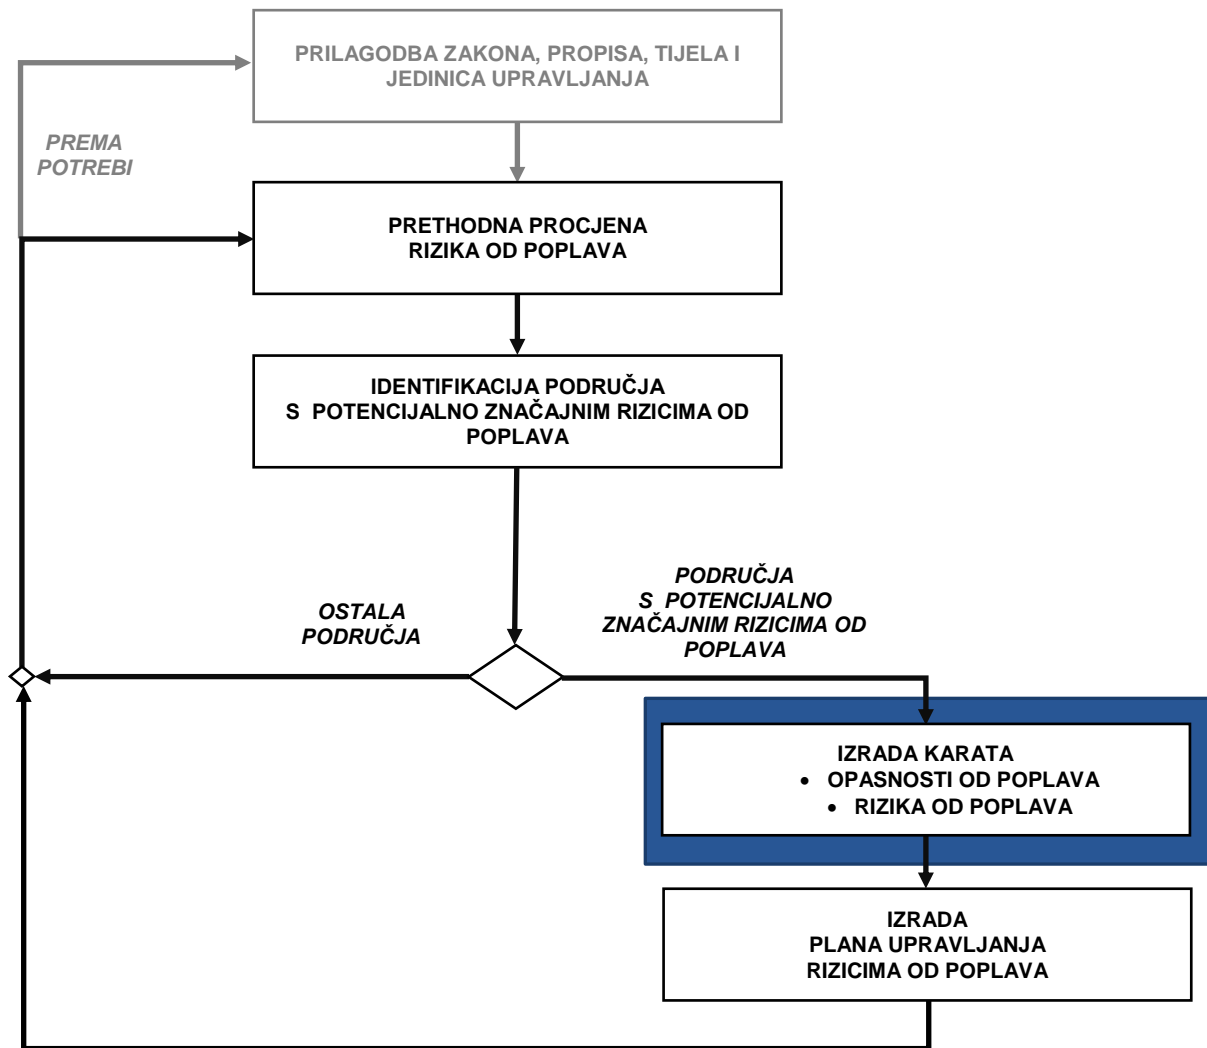 PRILAGODBA ZAKONA, PROPISA, TIJELA I
JEDINICA UPRAVLJANJA
PREMA
POTREBI
PRETHODNA PROCJENA
RIZIKA OD POPLAVA
IDENTIFIKACIJA PODRUČJA
S POTENCIJALNO ZNAČAJNIM RIZICIMA OD
POPLAVA
OSTALA
PODRUČJA
PODRUČJA
S POTENCIJALNO
ZNAČAJNIM RIZICIMA OD
POPLAVA
IZRADA KARATA
• OPASNOSTI OD POPLAVA
• RIZIKA OD POPLAVA
IZRADA
PLANA UPRAVLJANJA
RIZICIMA OD POPLAVA